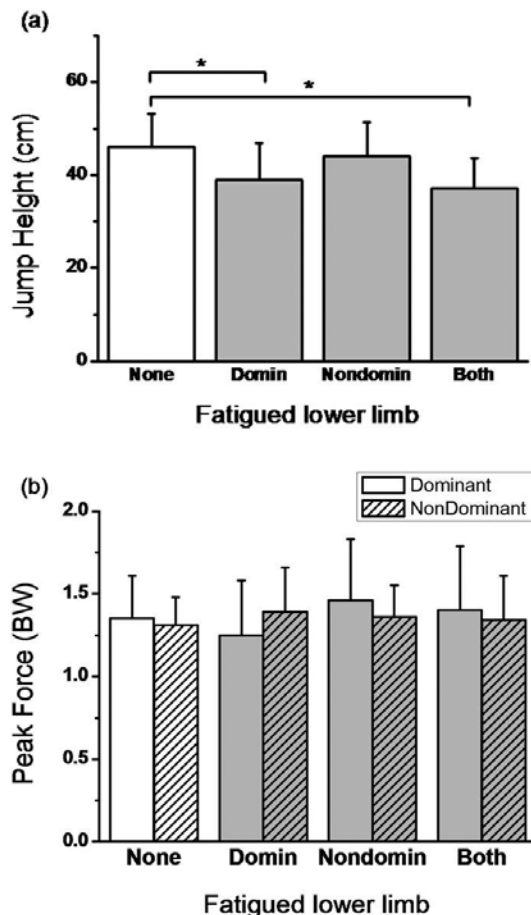 (a)
*
*
60
40
20
0
Jump Height (cm)
None Domin Nondomin Both
Fatigued lower limb
(b)
Dominant
NonDominant
2.0
1.5
1.0
0.5
0.0
Peak Force (BW)
None Domin Nondomin Both
Fatigued lower limb